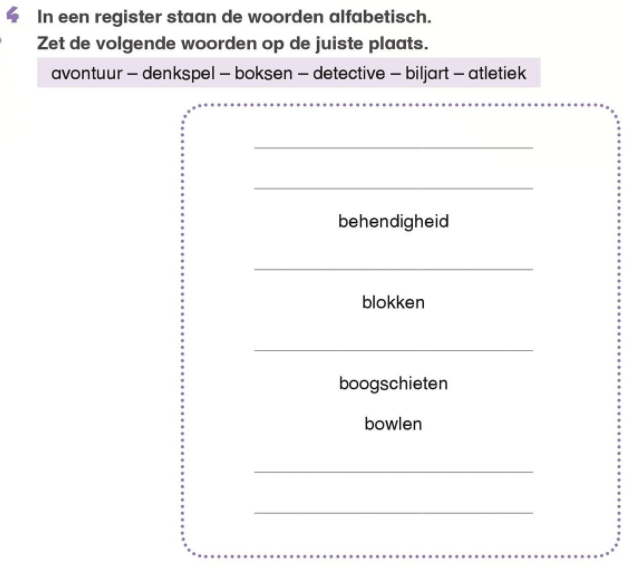 In een register staan de woorden alfabetisch.
Zet de volgende woorden op de juiste plaats.
avontuur – denkspel – boksen – detective – biljart – atletiek
behendigheid
blokken
boogschieten
bowlen